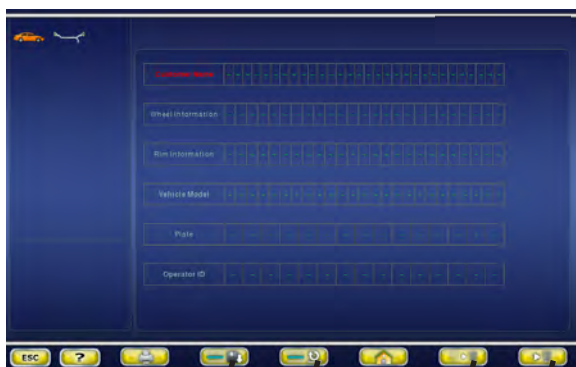 Customer Name
Wheel Information
Rim Information
Vehicle Model
Plate
Operator ID
ESC
?